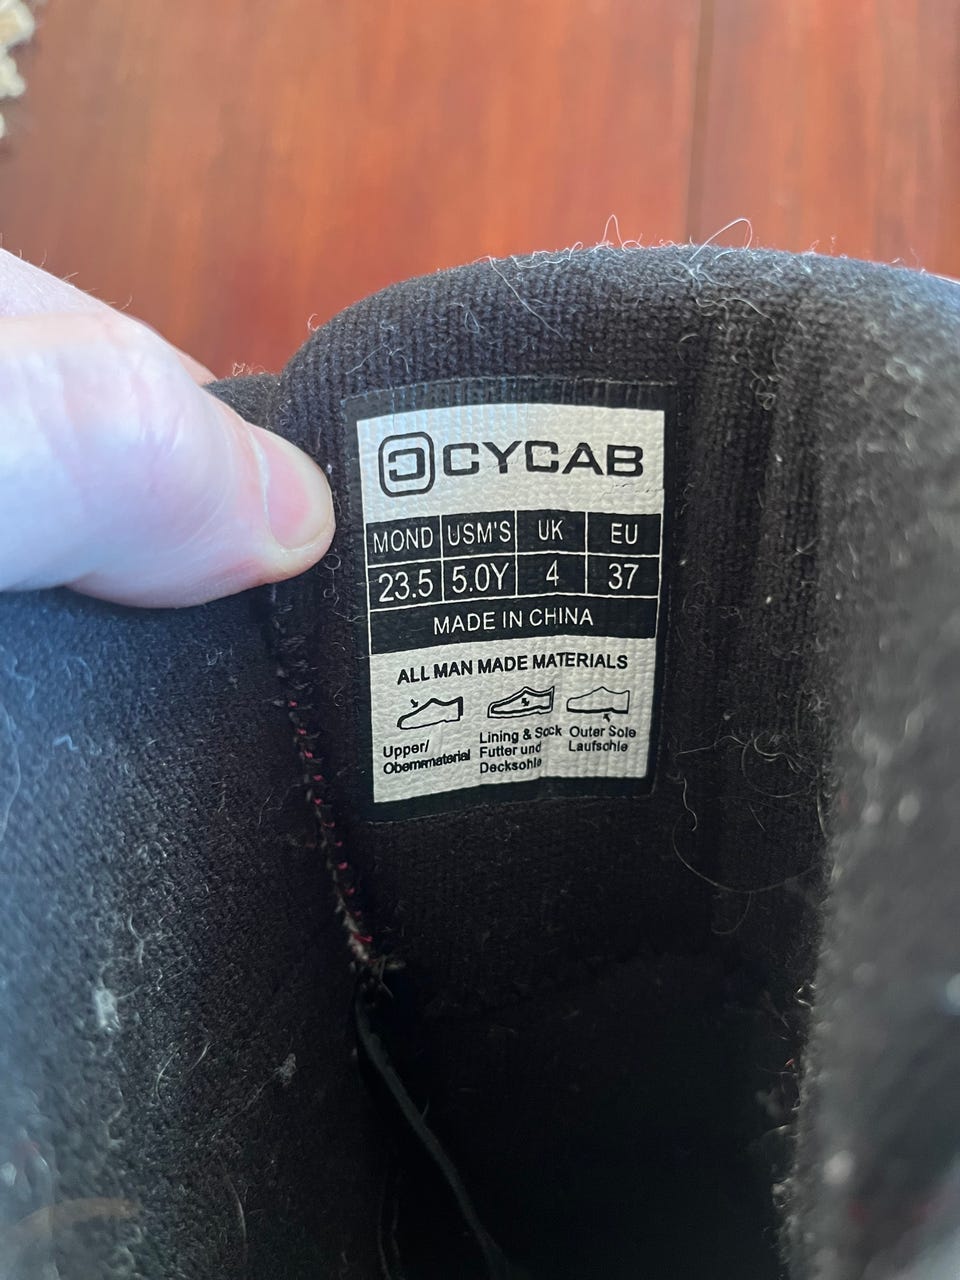 CYCAB
MOND USM'S UK EU
23.5 5.0Y 4 37
MADE IN CHINA
ALL MAN MADE MATERIALS
Upper/
Obermmaterial
Lining & Sock
Futter und
Decksohle
Outer Sole
Laufsohle